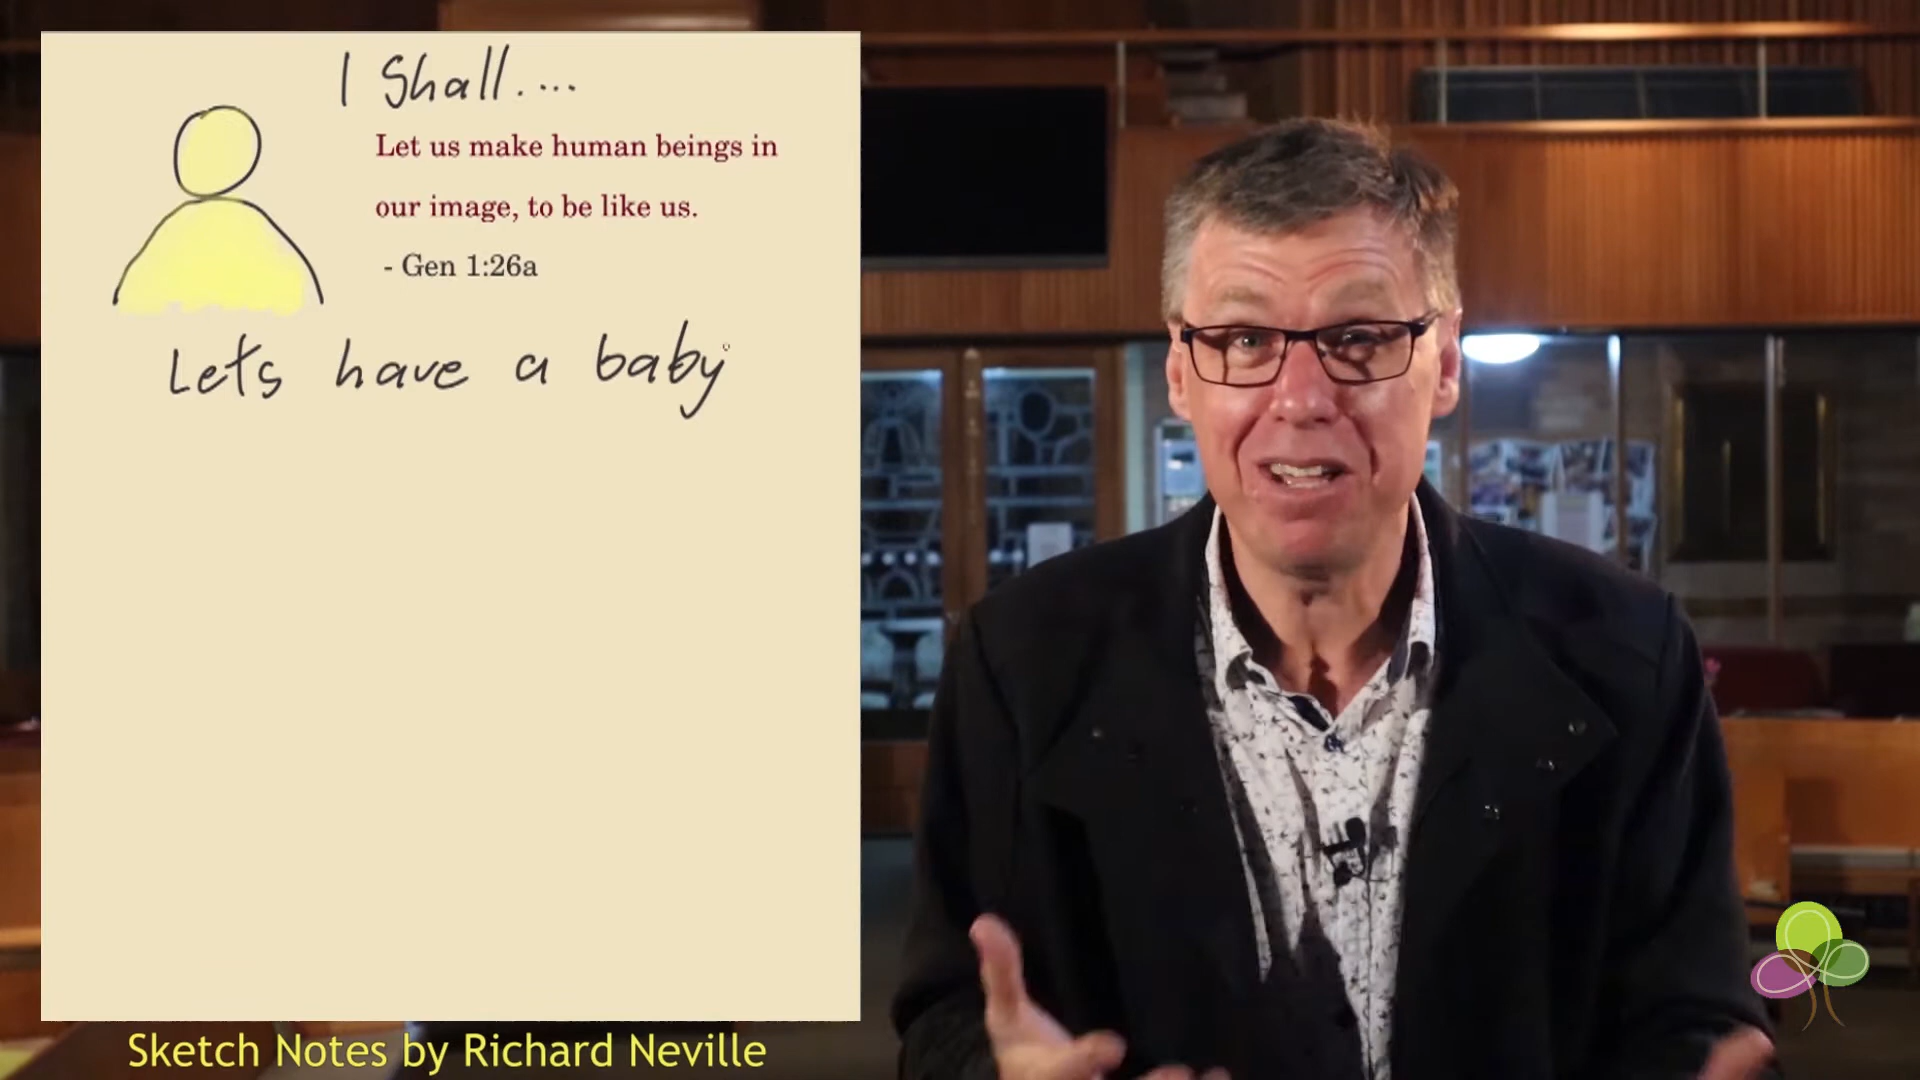 I Shall....
Let us make human beings in
our image, to be like us.
- Gen 1:26a
Lets have a baby
Sketch Notes by Richard Neville